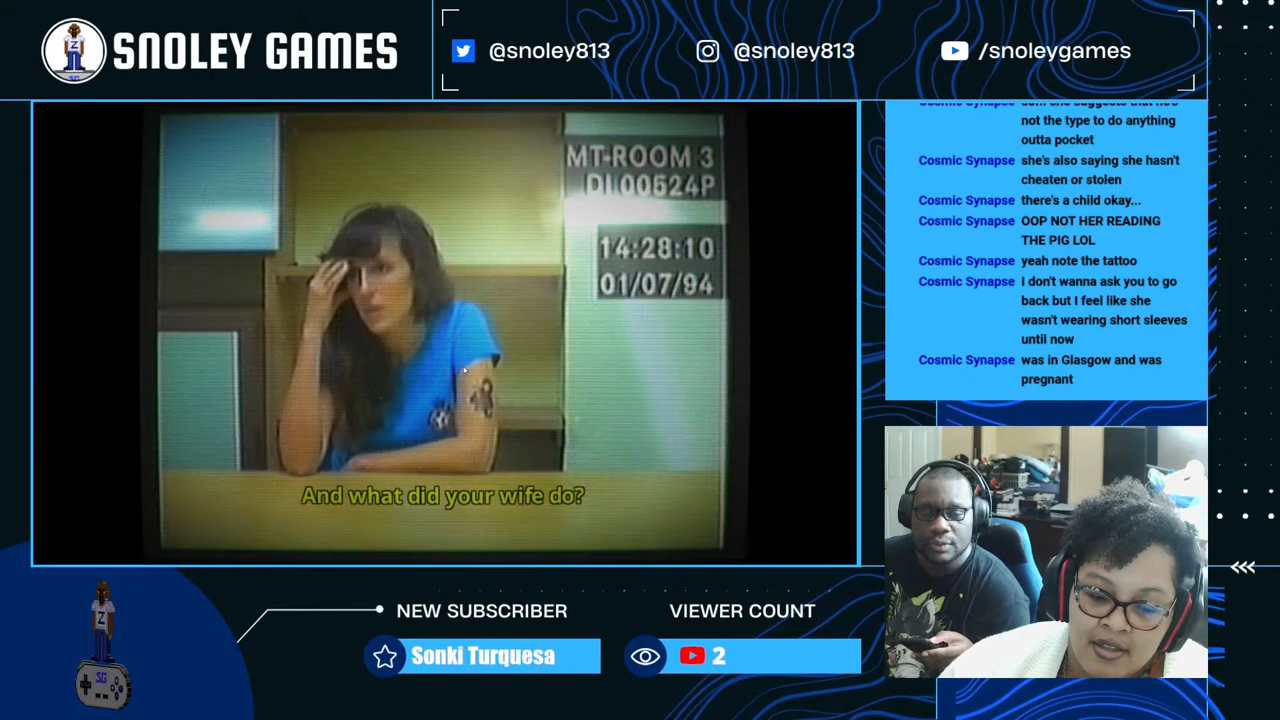 SNOLEY GAMES
@snoley813
@snoley813
/snoleygames
MT-ROOM 3
DI.00524P
14:28:10
01/07/94
And what did your wife do?
Cosmic Synapse
not the type to do anything
outta pocket
Cosmic Synapse she's also saying she hasn't
cheaten or stolen
Cosmic Synapse there's a child okay...
Cosmic Synapse OOP NOT HER READING
THE PIG LOL
Cosmic Synapse yeah note the tattoo
Cosmic Synapse I don't wanna ask you to go
back but I feel like she
wasn't wearing short sleeves
until now
Cosmic Synapse was in Glasgow and was
pregnant
NEW SUBSCRIBER
Sonki Turquesa
VIEWER COUNT
2
Z
SG
Z
SG